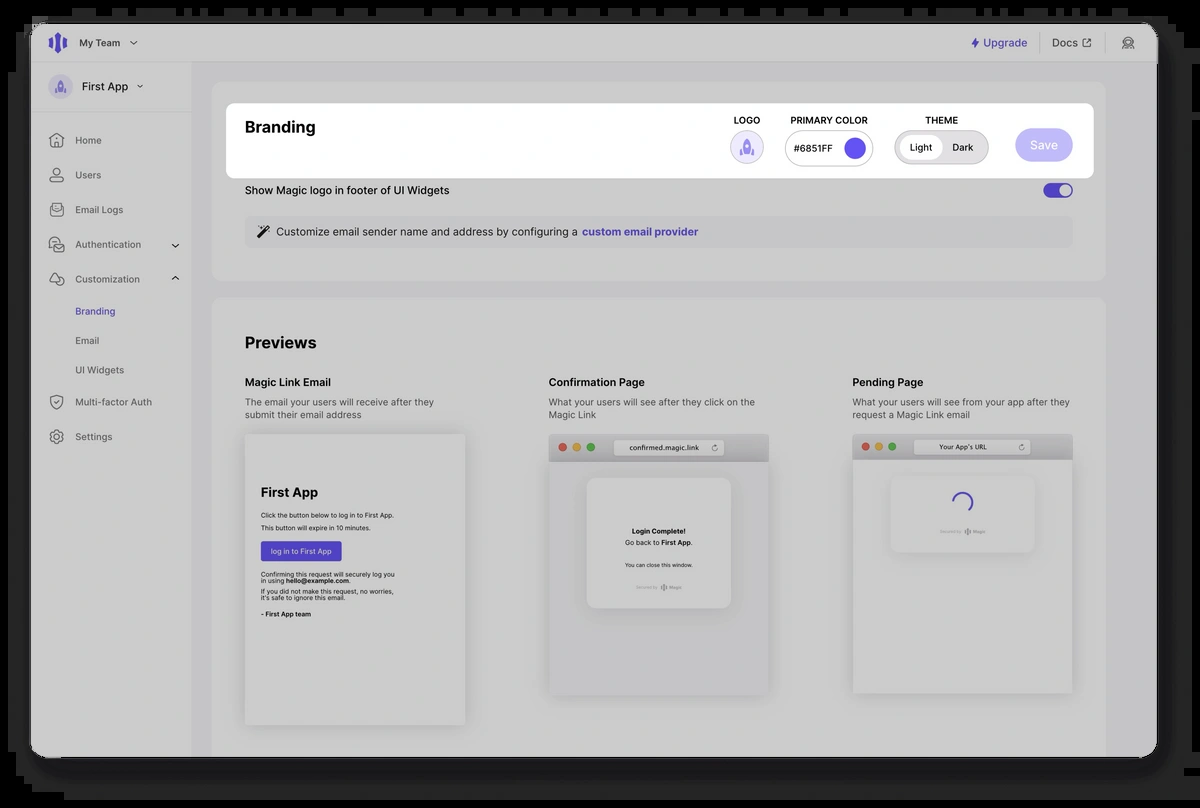 My Team
Upgrade
Docs
First App
Home
Users
Email Logs
Authentication
Customization
Branding
Email
UI Widgets
Multi-factor Auth
Settings
Branding
LOGO
PRIMARY COLOR
#6851FF
THEME
Light
Dark
Save
Show Magic logo in footer of UI Widgets
Customize email sender name and address by configuring a custom email provider
Previews
Magic Link Email
The email your users will receive after they
submit their email address
First App
Click the button below to log in to First App.
This button will expire in 10 minutes.
log in to First App
Confirming this request will securely log you
in using hello@example.com.
If you did not make this request, no worries,
it's safe to ignore this email.
- First App team
Confirmation Page
What your users will see after they click on the
Magic Link
confirmed.magic.link
Login Complete!
Go back to First App.
You can close this window.
Secured by Magic
Pending Page
What your users will see from your app after they
request a Magic Link email
Your App's URL
Secured by Magic